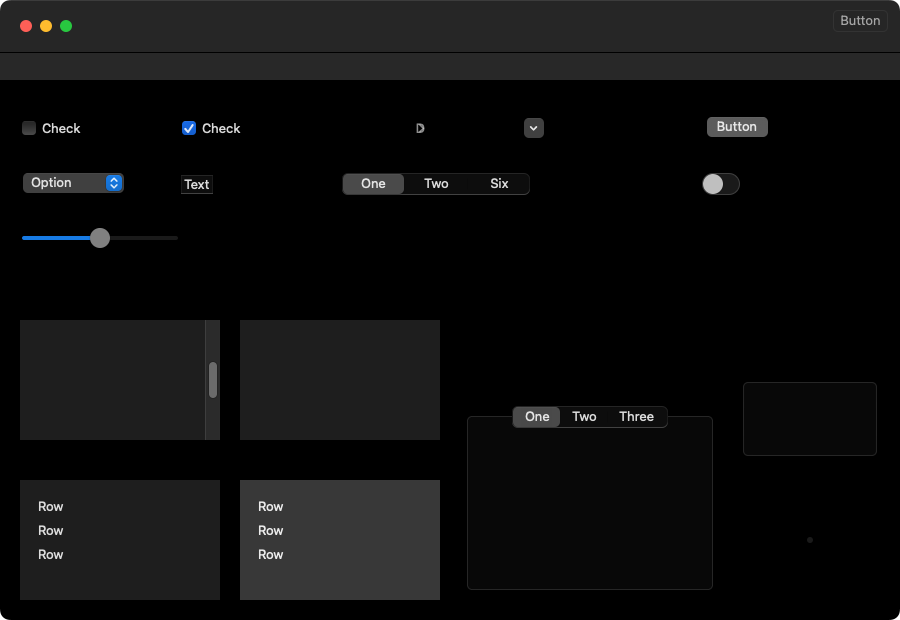 Button
Check
Check
D
Button
Option
Text
One
Two
Six
One
Two
Three
Row
Row
Row
Row
Row
Row